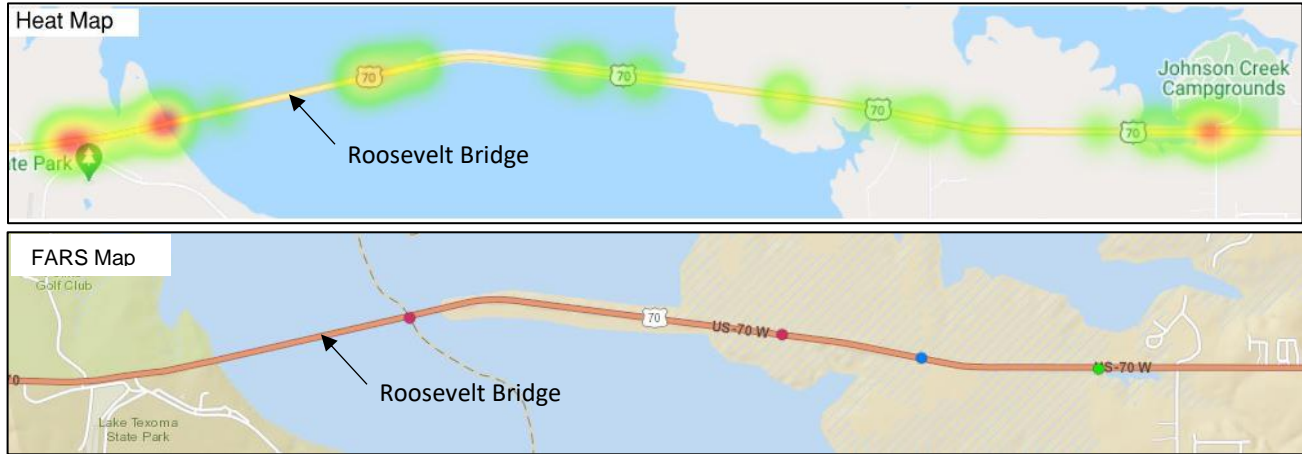 Heat Map
70
70
Johnson Creek
Campgrounds
70
70
te Park
Roosevelt Bridge
FARS Map
Golf Club
70
US-70 W
US-70 W
70
Roosevelt Bridge
Lake Texoma
State Park